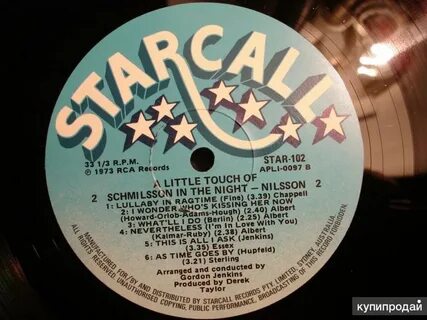 STARCALL
33 1/3 R.P.M.
℗ 1973 RCA Records
STAR-102
APLI-0097 B
A LITTLE TOUCH OF
2 SCHMILSSON IN THE NIGHT – NILSSON 2
1: LULLABY IN RAGTIME (Fine) (3.39) Chappell
2: I WONDER WHO'S KISSING HER NOW
(Howard-Orlob-Adams-Hough) (2.40) Albert
3: WHAT'LL I DO (Berlin) (2.25) Albert
4: NEVERTHELESS (I'm In Love With You)
(Kalmar-Ruby) (2.38) Albert
5: THIS IS ALL I ASK (Jenkins)
(3.35) Essex
6: AS TIME GOES BY (Hupfeld)
(3.21) Sterling
Arranged and conducted by
Gordon Jenkins
Produced by Derek
Taylor
MANUFACTURED FOR/BY AND DISTRIBUTED BY STARCALL RECORDS PTY. LIMITED, SYDNEY, AUSTRALIA.
ALL RIGHTS RESERVED. UNAUTHORISED COPYING, PUBLIC PERFORMANCE, BROADCASTING OF THIS RECORD FORBIDDEN.
купипродай